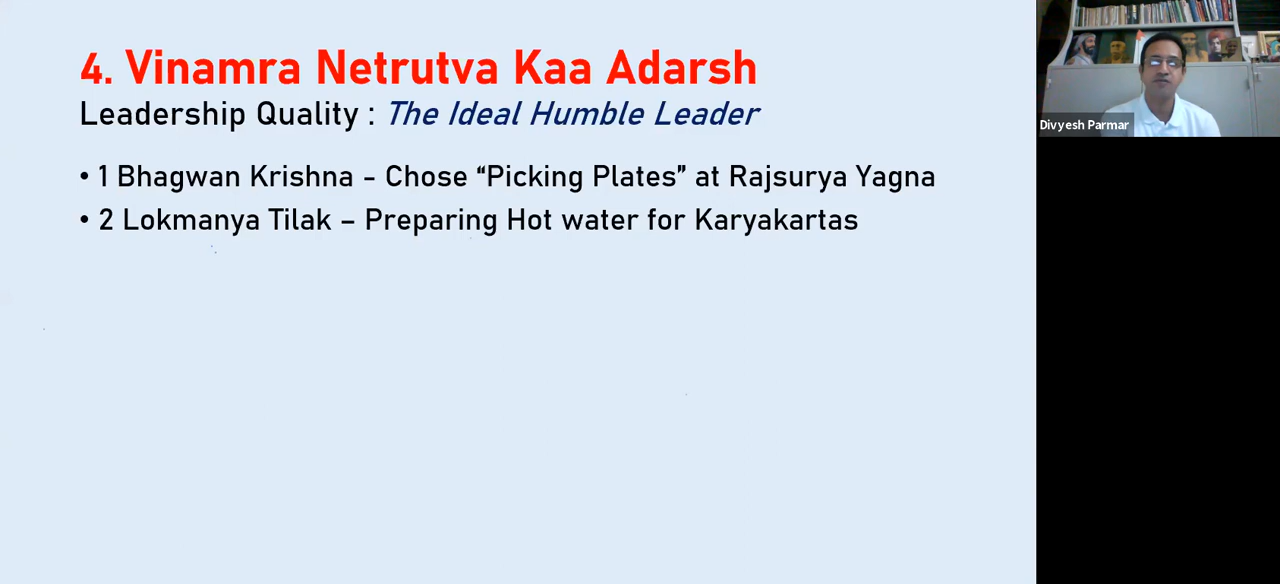 4. Vinamra Netrutva Kaa Adarsh
Leadership Quality : The Ideal Humble Leader
• 1 Bhagwan Krishna - Chose “Picking Plates” at Rajsurya Yagna
• 2 Lokmanya Tilak – Preparing Hot water for Karyakartas
Divyesh Parmar